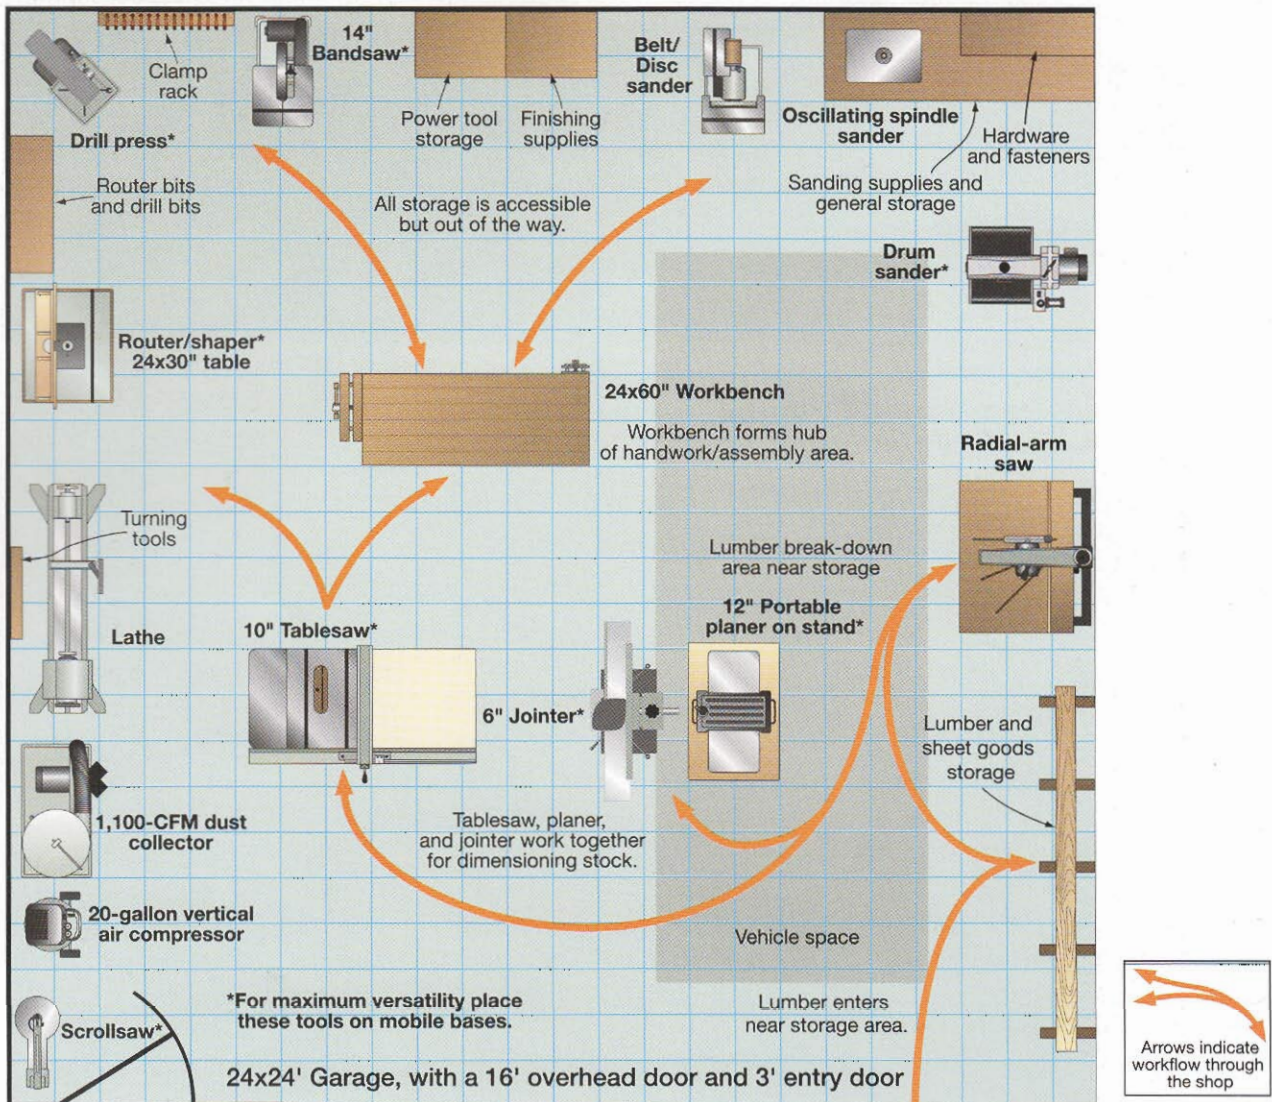 Clamp
rack
14"
Bandsaw*
Belt/
Disc
sander
Power tool
storage
Finishing
supplies
Oscillating spindle
sander
Hardware
and fasteners
Drill press*
Router bits
and drill bits
All storage is accessible
but out of the way.
Sanding supplies and
general storage
Drum
sander*
Router/shaper*
24x30" table
24x60" Workbench
Workbench forms hub
of handwork/assembly area.
Radial-arm
saw
Turning
tools
Lumber break-down
area near storage
Lathe
10" Tablesaw*
12" Portable
planer on stand*
6" Jointer*
Lumber and
sheet goods
storage
1,100-CFM dust
collector
Tablesaw, planer,
and jointer work together
for dimensioning stock.
20-gallon vertical
air compressor
Vehicle space
Scrollsaw*
*For maximum versatility place
these tools on mobile bases.
Lumber enters
near storage area.
24x24' Garage, with a 16' overhead door and 3' entry door
Arrows indicate
workflow through
the shop